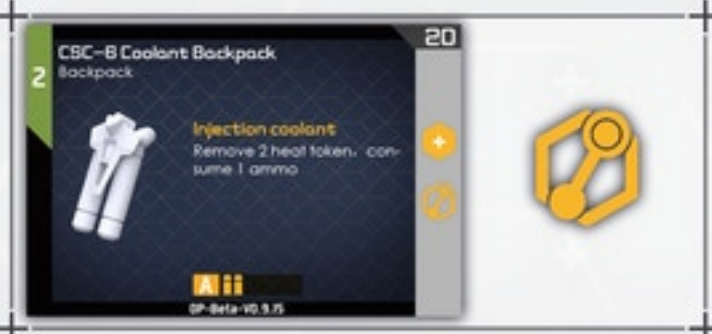 20
CSC-B Coolant Backpack
Backpack
2
Injection coolant
Remove 2 heat token, con-
sume 1 ammo
A
OP-Beta-V0.9.15